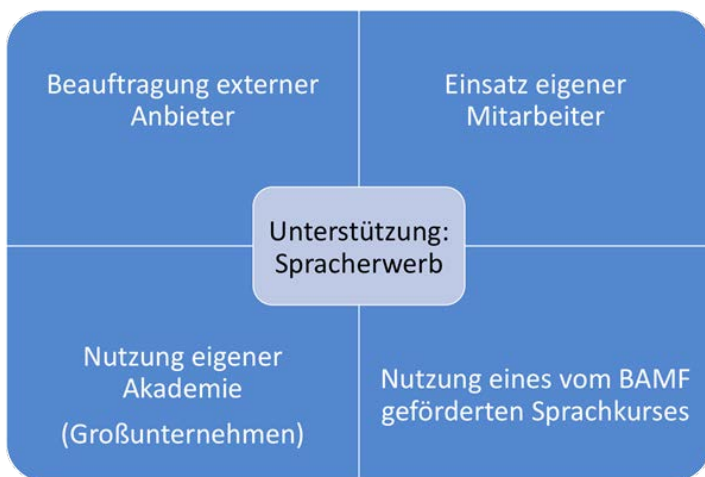 Beauftragung externer
Anbieter
Einsatz eigener
Mitarbeiter
Unterstützung:
Spracherwerb
Nutzung eigener
Akademie
(Großunternehmen)
Nutzung eines vom BAMF
geförderten Sprachkurses